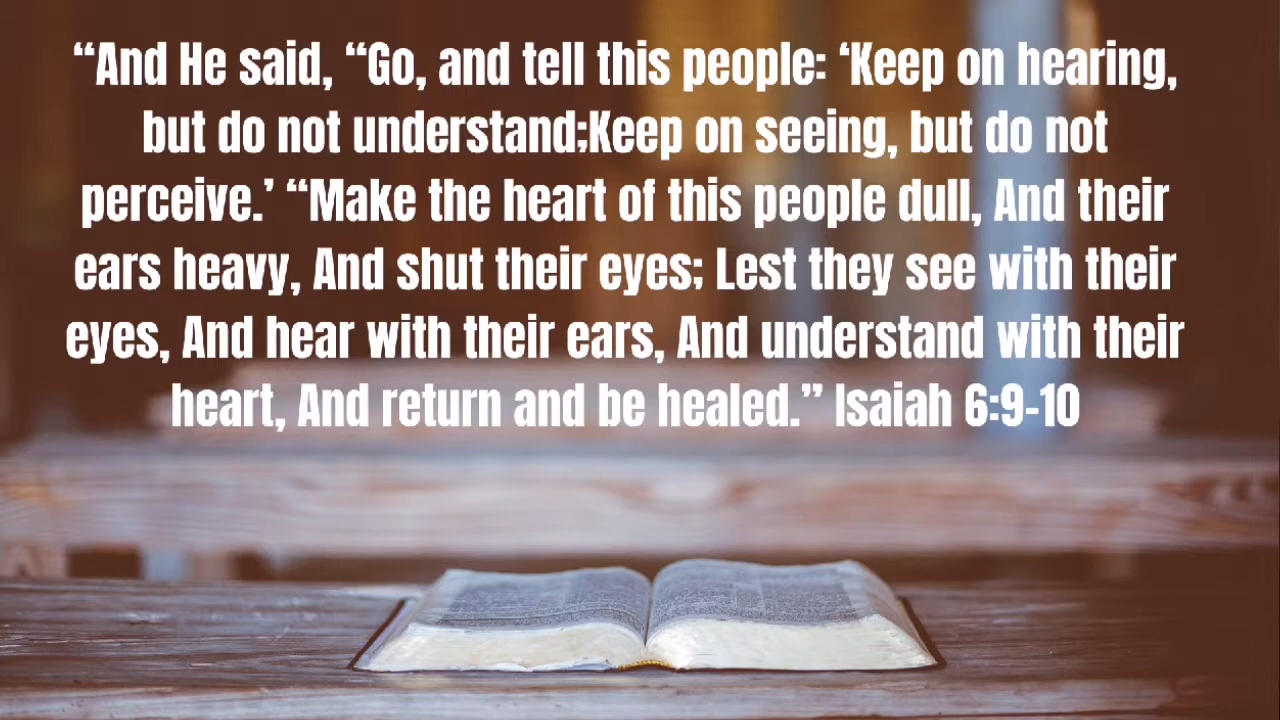 “And He said, “Go, and tell this people: ‘Keep on hearing,
but do not understand;Keep on seeing, but do not
perceive.’ “Make the heart of this people dull, And their
ears heavy, And shut their eyes; Lest they see with their
eyes, And hear with their ears, And understand with their
heart, And return and be healed.” Isaiah 6:9-10